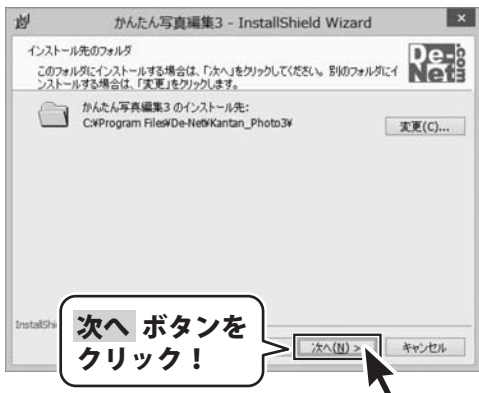 かんたん写真編集3 - InstallShield Wizard
インストール先のフォルダ
このフォルダにインストールする場合は、「次へ」をクリックしてください。別のフォルダにイ
ンストールする場合は、「変更」をクリックします。
De-
Net
.com
かんたん写真編集3 のインストール先:
C:¥Program Files¥De-Net¥Kantan_Photo3¥
変更(C)...
InstallShi
次へ ボタンを
クリック！
次へ(N) >
キャンセル